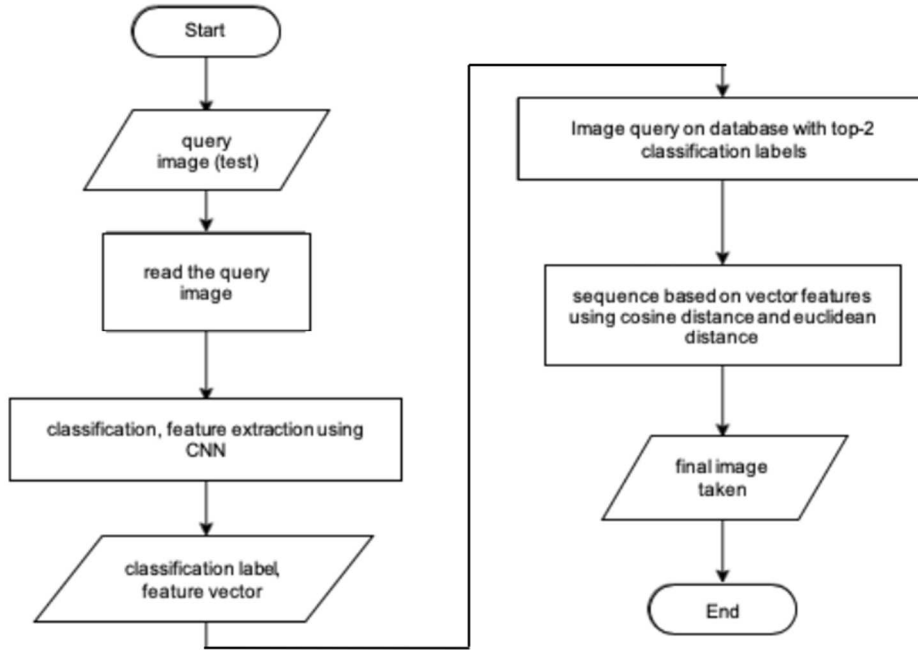 Start
query
image (test)
read the query
image
classification, feature extraction using
CNN
classification label,
feature vector
Image query on database with top-2
classification labels
sequence based on vector features
using cosine distance and euclidean
distance
final image
taken
End